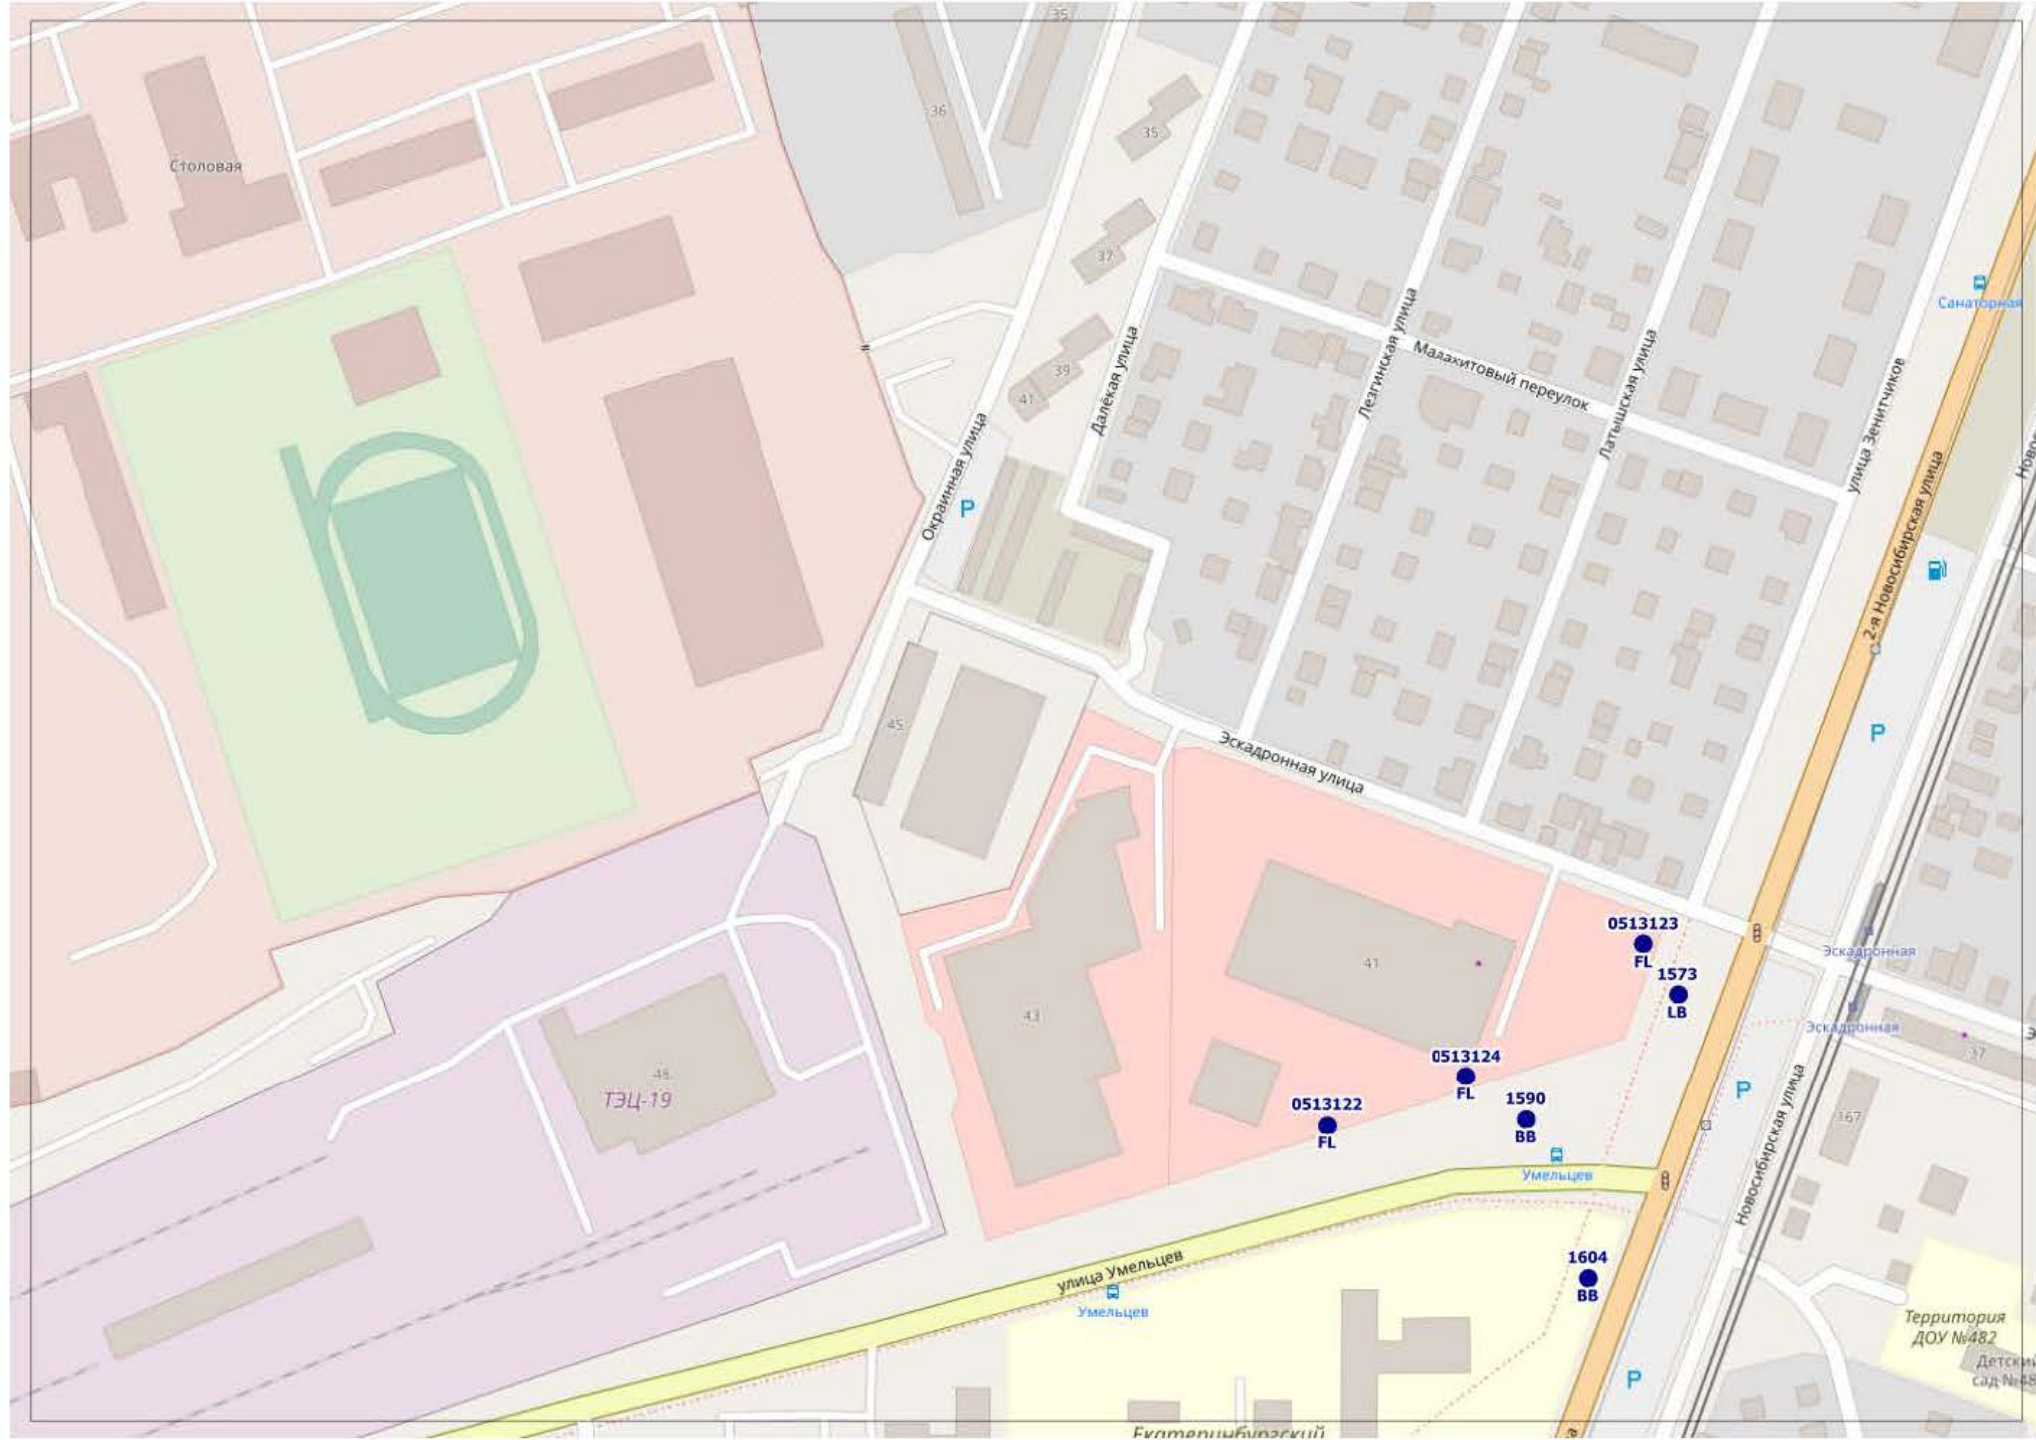 35
36
35
Столовая
37
Санаторная
39
41
Далёкая улица
Лезгинская улица
Малахитовый переулок
Латышская улица
улица Зенитчиков
Окраинная улица
P
2-я Новосибирская улица
45
P
Эскадронная улица
0513123
FL
Эскадронная
41
1573
LB
43
Эскадронная
37
48
ТЭЦ-19
0513124
FL
P
0513122
FL
1590
BB
167
Умельцев
Новосибирская улица
улица Умельцев
1604
BB
Умельцев
Территория
ДОУ №482
P
Екатеринбургский